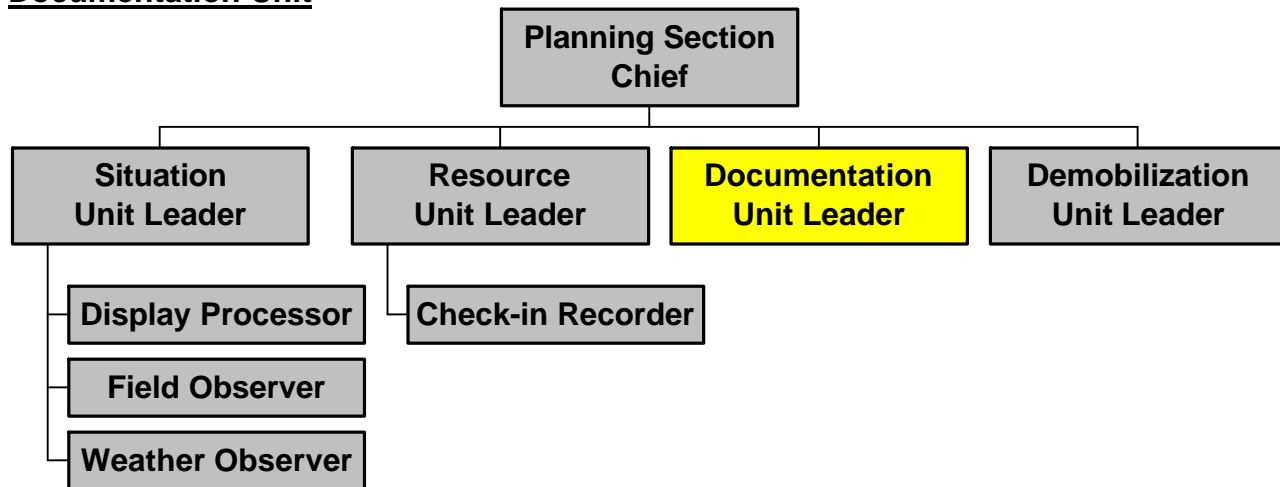 Documentation Unit
Planning Section
Chief
Situation
Unit Leader
Resource
Unit Leader
Documentation
Unit Leader
Demobilization
Unit Leader
Display Processor
Check-in Recorder
Field Observer
Weather Observer